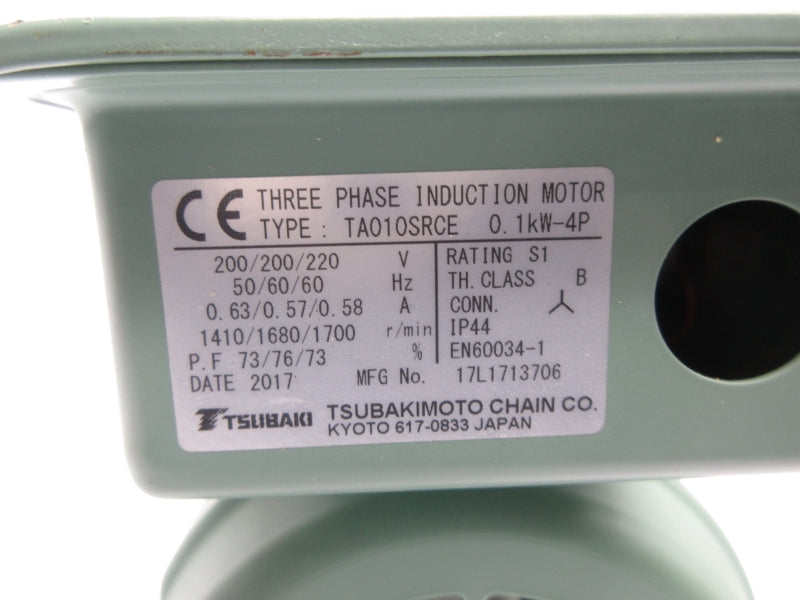 CE THREE PHASE INDUCTION MOTOR
TYPE : TA010SRCE 0.1kW-4P
200/200/220 V
50/60/60 Hz
0.63/0.57/0.58 A
1410/1680/1700 r/min
P.F 73/76/73 %
RATING S1
TH.CLASS B
CONN.
IP44
EN60034-1
DATE 2017 MFG No. 17L1713706
TSUBAKI TSUBAKIMOTO CHAIN CO.
KYOTO 617-0833 JAPAN